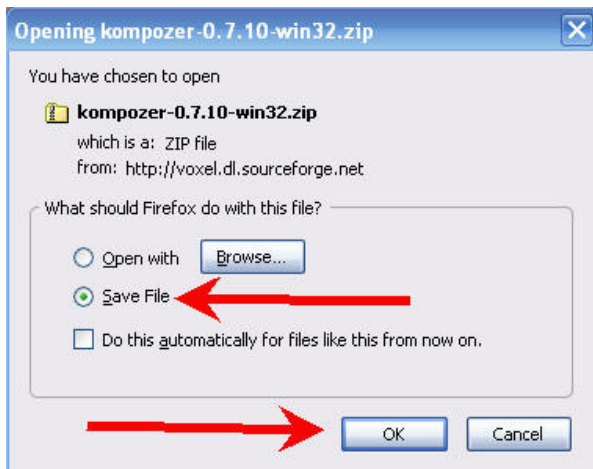 Opening kompozer-0.7.10-win32.zip
You have chosen to open
kompozer-0.7.10-win32.zip
which is a: ZIP file
from: http://voxel.dl.sourceforge.net
What should Firefox do with this file?
Open with Browse...
Save File
Do this automatically for files like this from now on.
OK Cancel